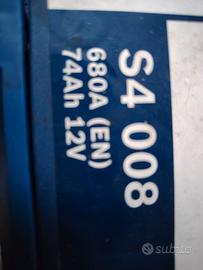 S4 008
680A (EN)
74Ah 12V
subito